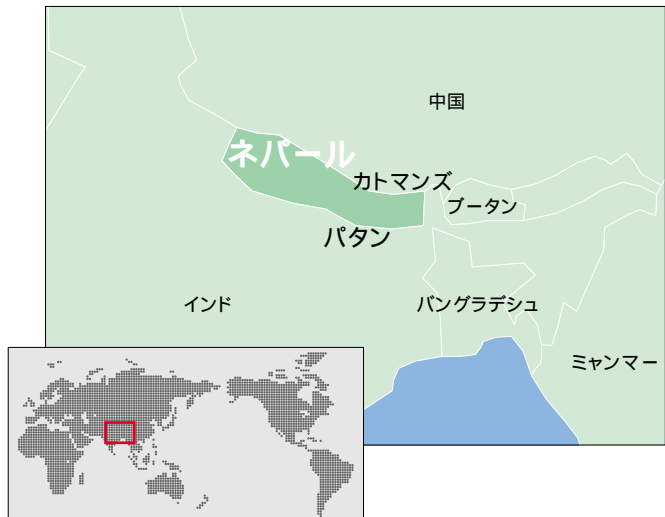 中国
ネパール
カトマンズ
ブータン
パタン
インド
バングラデシュ
ミャンマー